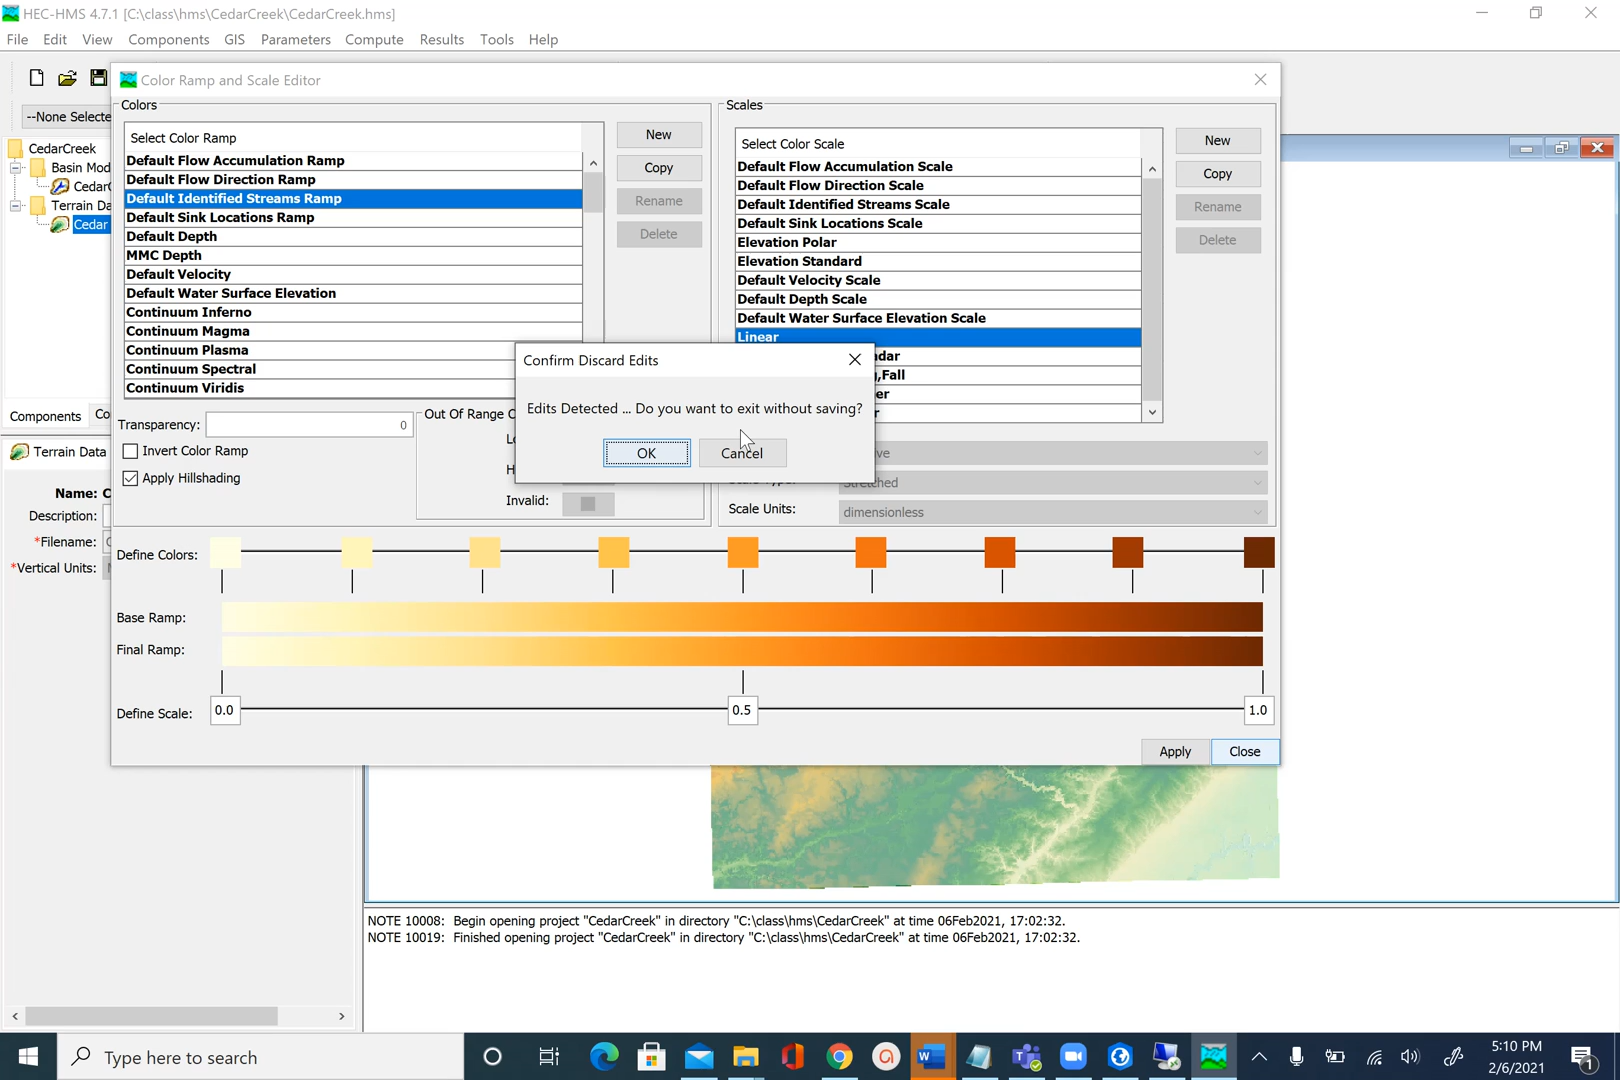 HEC-HMS 4.7.1 [C:\class\hms\CedarCreek\CedarCreek.hms]
File Edit View Components GIS Parameters Compute Results Tools Help
Color Ramp and Scale Editor
--None Selecte
CedarCreek
Basin Mod
CedarC
Terrain Da
Cedar
Components Co
Terrain Data
Name: C
Description:
*Filename: C
*Vertical Units:
Colors
Select Color Ramp
Default Flow Accumulation Ramp
Default Flow Direction Ramp
Default Identified Streams Ramp
Default Sink Locations Ramp
Default Depth
MMC Depth
Default Velocity
Default Water Surface Elevation
Continuum Inferno
Continuum Magma
Continuum Plasma
Continuum Spectral
Continuum Viridis
New
Copy
Rename
Delete
Transparency: 0
Invert Color Ramp
Apply Hillshading
Out Of Range C
Lo
H
Invalid:
Scales
Select Color Scale
Default Flow Accumulation Scale
Default Flow Direction Scale
Default Identified Streams Scale
Default Sink Locations Scale
Elevation Polar
Elevation Standard
Default Velocity Scale
Default Depth Scale
Default Water Surface Elevation Scale
Linear
ndar
,Fall
er
r
New
Copy
Rename
Delete
ve
Stretched
Scale Units: dimensionless
Confirm Discard Edits
Edits Detected ... Do you want to exit without saving?
OK Cancel
Define Colors:
Base Ramp:
Final Ramp:
Define Scale: 0.0 0.5 1.0
Apply Close
NOTE 10008: Begin opening project "CedarCreek" in directory "C:\class\hms\CedarCreek" at time 06Feb2021, 17:02:32.
NOTE 10019: Finished opening project "CedarCreek" in directory "C:\class\hms\CedarCreek" at time 06Feb2021, 17:02:32.
Type here to search
5:10 PM
2/6/2021
1